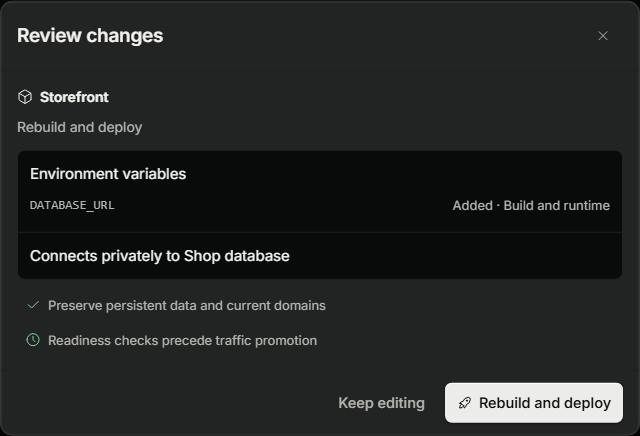 Review changes
Storefront
Rebuild and deploy
Environment variables
DATABASE_URL Added · Build and runtime
Connects privately to Shop database
Preserve persistent data and current domains
Readiness checks precede traffic promotion
Keep editing Rebuild and deploy